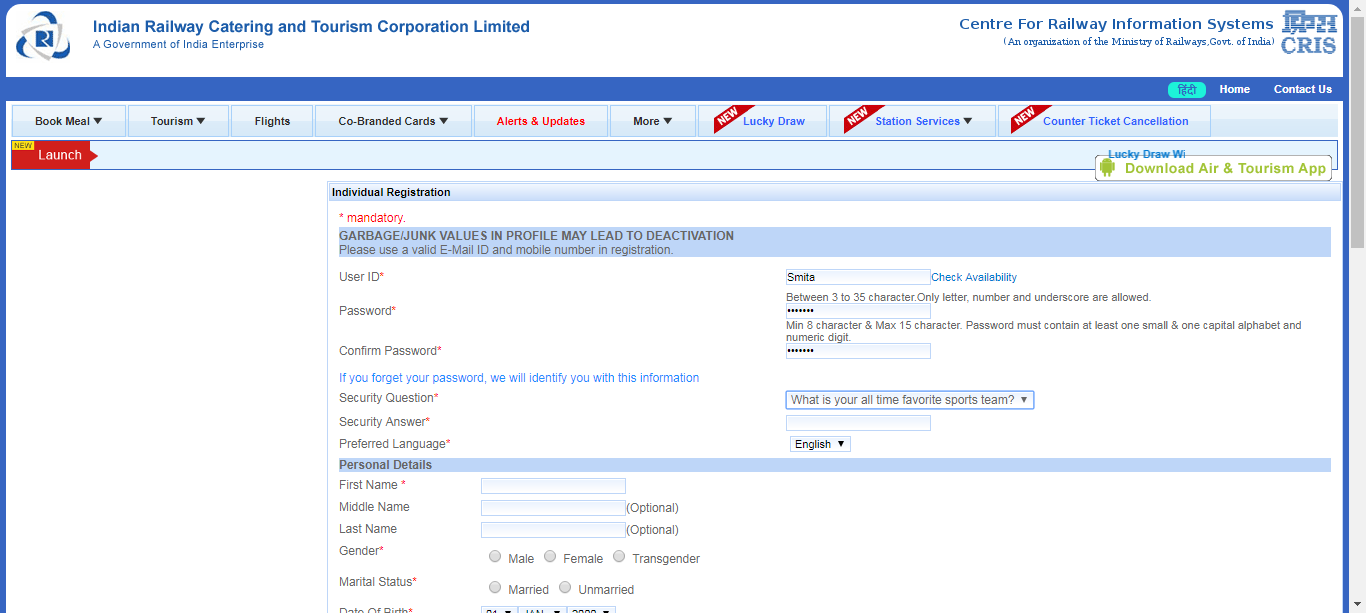 Indian Railway Catering and Tourism Corporation Limited
A Government of India Enterprise
Centre For Railway Information Systems
(An organization of the Ministry of Railways,Govt. of India)
क्रिस
CRIS
हिंदी Home Contact Us
Book Meal Tourism Flights Co-Branded Cards Alerts & Updates More NEW Lucky Draw NEW Station Services NEW Counter Ticket Cancellation
NEW
Launch
Lucky Draw Wi
Download Air & Tourism App
Individual Registration
* mandatory.
GARBAGE/JUNK VALUES IN PROFILE MAY LEAD TO DEACTIVATION
Please use a valid E-Mail ID and mobile number in registration.
User ID* Smita Check Availability
Between 3 to 35 character.Only letter, number and underscore are allowed.
Password* •••••••
Min 8 character & Max 15 character. Password must contain at least one small & one capital alphabet and
numeric digit.
Confirm Password* •••••••
If you forget your password, we will identify you with this information
Security Question* What is your all time favorite sports team?
Security Answer*
Preferred Language* English
Personal Details
First Name *
Middle Name (Optional)
Last Name (Optional)
Gender* Male Female Transgender
Marital Status* Married Unmarried
Date Of Birth* 01 JAN